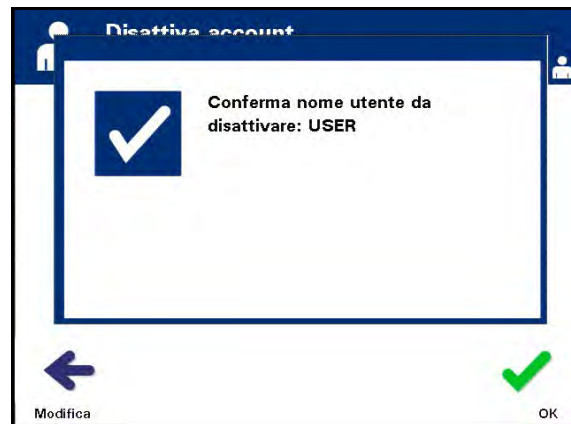 Disattiva account
Conferma nome utente da
disattivare: USER
Modifica
OK